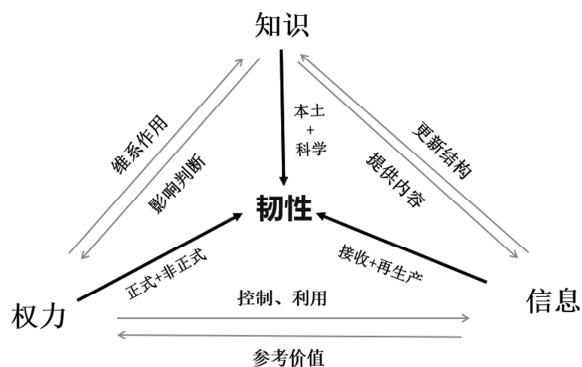 知识
本土
+
科学
维系作用
影响判断
更新结构
提供内容
韧性
正式+非正式
接收+再生产
权力
控制、利用
信息
参考价值